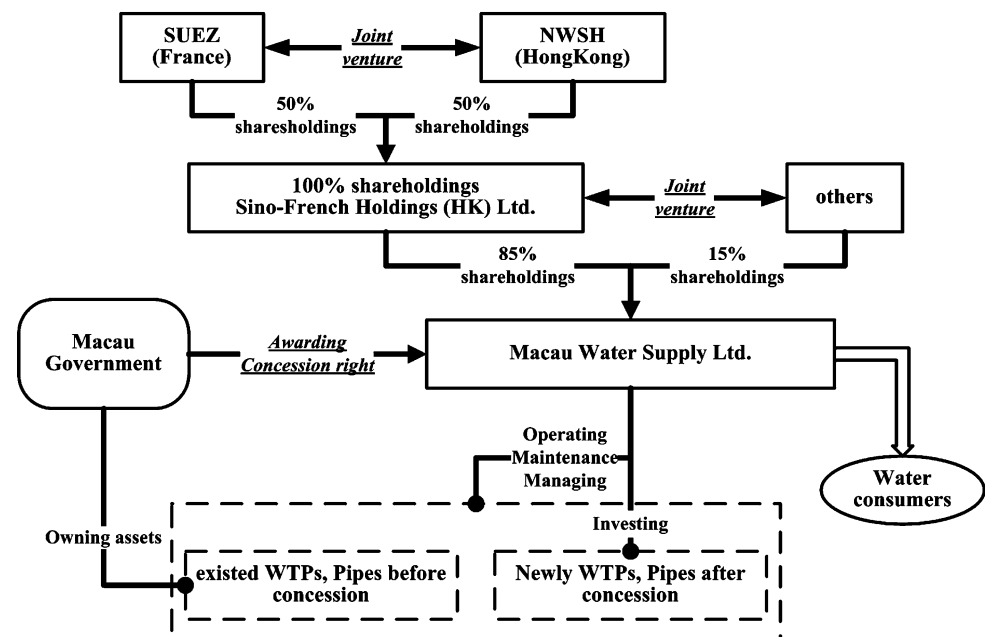 SUEZ
(France)
Joint
venture
NWSH
(HongKong)
50%
sharesholdings
50%
shareholdings
100% shareholdings
Sino-French Holdings (HK) Ltd.
Joint
venture
others
85%
shareholdings
15%
shareholdings
Macau
Government
Awarding
Concession right
Macau Water Supply Ltd.
Operating
Maintenance
Managing
Water
consumers
Owning assets
Investing
existed WTPs, Pipes before
concession
Newly WTPs, Pipes after
concession